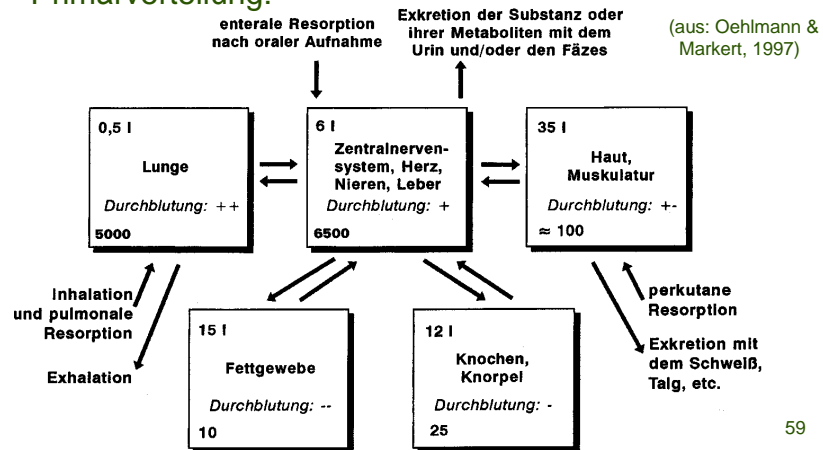 Primärverteilung:
enterale Resorption
nach oraler Aufnahme
Exkretion der Substanz oder
ihrer Metaboliten mit dem
Urin und/oder den Fäzes
(aus: Oehlmann &
Markert, 1997)
0,5 l
Lunge
Durchblutung: ++
5000
6 l
Zentralnerven-
system, Herz,
Nieren, Leber
Durchblutung: +
6500
35 l
Haut,
Muskulatur
Durchblutung: +-
≈ 100
Inhalation
und pulmonale
Resorption
Exhalation
15 l
Fettgewebe
Durchblutung: --
10
12 l
Knochen,
Knorpel
Durchblutung: -
25
perkutane
Resorption
Exkretion mit
dem Schweiß,
Talg, etc.
59